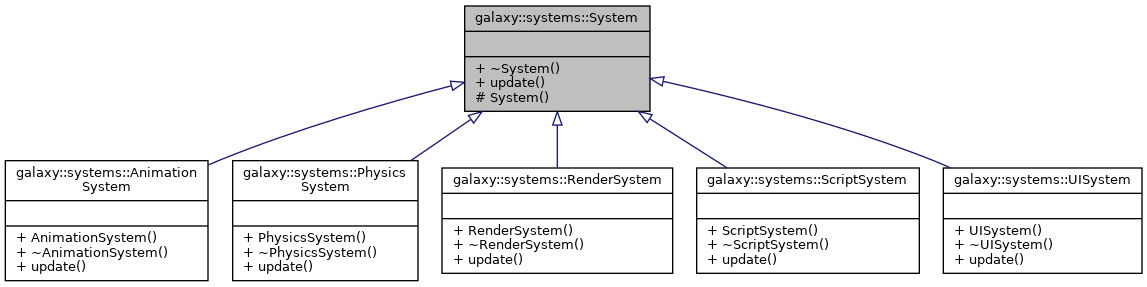 galaxy::systems::System
+ ~System()
+ update()
# System()
galaxy::systems::Animation
System
+ AnimationSystem()
+ ~AnimationSystem()
+ update()
galaxy::systems::Physics
System
+ PhysicsSystem()
+ ~PhysicsSystem()
+ update()
galaxy::systems::RenderSystem
+ RenderSystem()
+ ~RenderSystem()
+ update()
galaxy::systems::ScriptSystem
+ ScriptSystem()
+ ~ScriptSystem()
+ update()
galaxy::systems::UISystem
+ UISystem()
+ ~UISystem()
+ update()